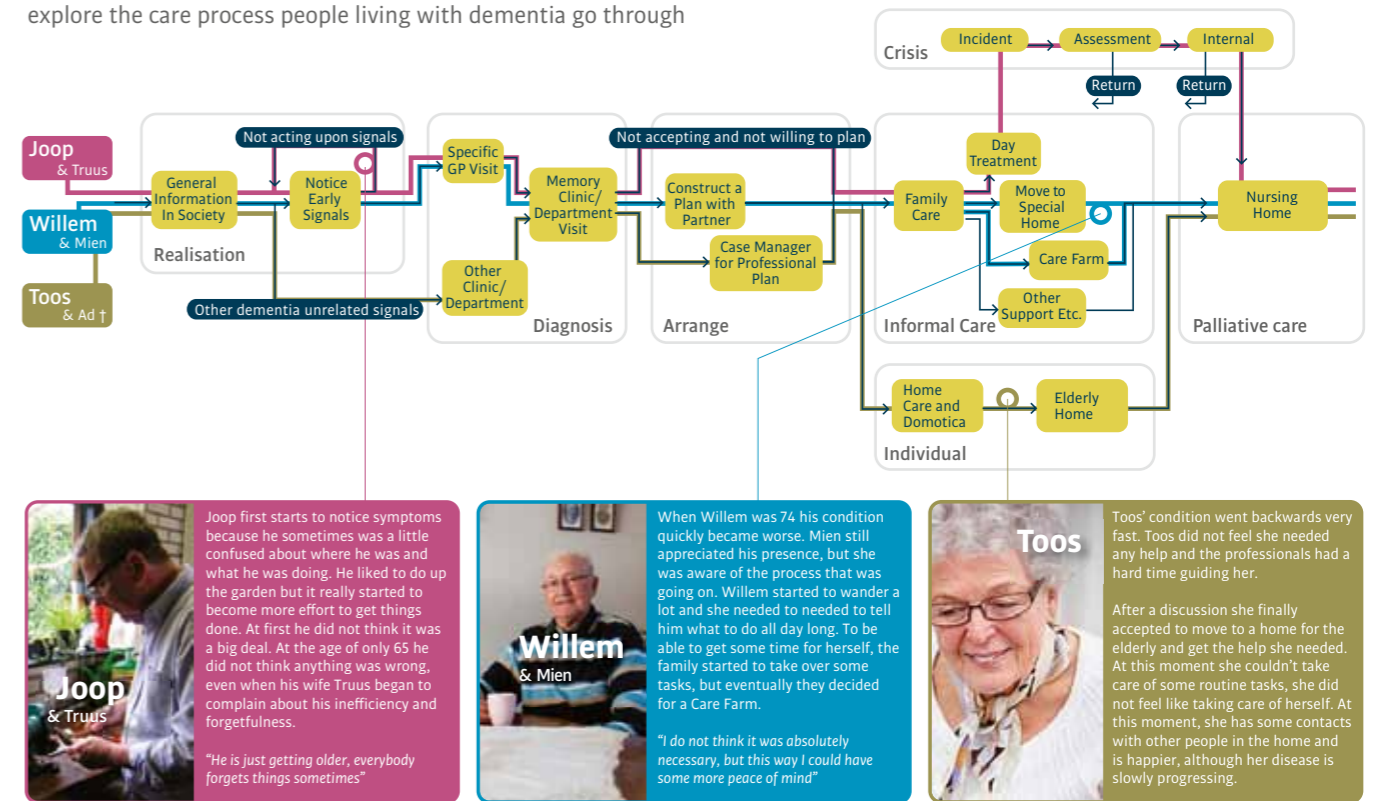 explore the care process people living with dementia go through
Crisis
Incident
Assessment
Internal
Return
Return
Joop
& Truus
Willem
& Mien
Toos
& Ad †
Not acting upon signals
General
Information
In Society
Notice
Early
Signals
Realisation
Other dementia unrelated signals
Specific
GP Visit
Memory
Clinic/
Department
Visit
Other
Clinic/
Department
Diagnosis
Not accepting and not willing to plan
Construct a
Plan with
Partner
Case Manager
for Professional
Plan
Arrange
Day
Treatment
Family
Care
Move to
Special
Home
Care Farm
Other
Support Etc.
Informal Care
Nursing
Home
Palliative care
Home
Care and
Domotica
Elderly
Home
Individual
Joop
& Truus
Joop first starts to notice symptoms
because he sometimes was a little
confused about where he was and
what he was doing. He liked to do up
the garden but it really started to
become more effort to get things
done. At first he did not think it was
a big deal. At the age of only 65 he
did not think anything was wrong,
even when his wife Truus began to
complain about his inefficiency and
forgetfulness.
“He is just getting older, everybody
forgets things sometimes”
Willem
& Mien
When Willem was 74 his condition
quickly became worse. Mien still
appreciated his presence, but she
was aware of the process that was
going on. Willem started to wander a
lot and she needed to needed to tell
him what to do all day long. To be
able to get some time for herself, the
family started to take over some
tasks, but eventually they decided
for a Care Farm.
“I do not think it was absolutely
necessary, but this way I could have
some more peace of mind”
Toos
Toos’ condition went backwards very
fast. Toos did not feel she needed
any help and the professionals had a
hard time guiding her.
After a discussion she finally
accepted to move to a home for the
elderly and get the help she needed.
At this moment she couldn’t take
care of some routine tasks, she did
not feel like taking care of herself. At
this moment, she has some contacts
with other people in the home and
is happier, although her disease is
slowly progressing.